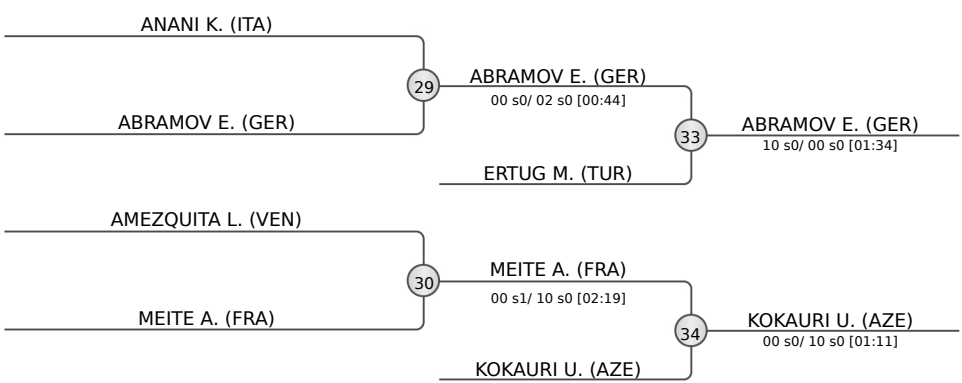 ANANI K. (ITA)
29
ABRAMOV E. (GER)
00 s0/ 02 s0 [00:44]
ABRAMOV E. (GER)
33
ABRAMOV E. (GER)
10 s0/ 00 s0 [01:34]
ERTUG M. (TUR)
AMEZQUITA L. (VEN)
30
MEITE A. (FRA)
00 s1/ 10 s0 [02:19]
MEITE A. (FRA)
34
KOKAURI U. (AZE)
00 s0/ 10 s0 [01:11]
KOKAURI U. (AZE)